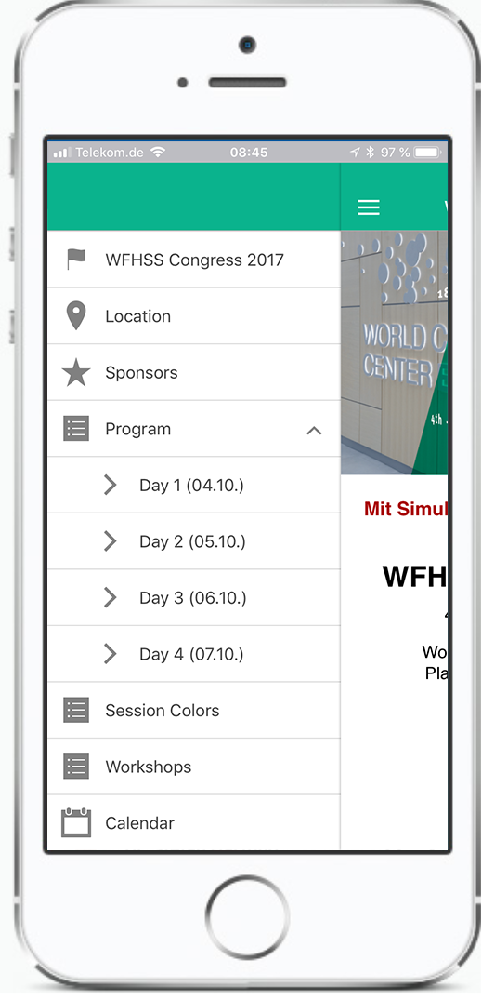 Telekom.de 08:45 97 %
WFHSS Congress 2017
Location
Sponsors
Program
Day 1 (04.10.)
Day 2 (05.10.)
Day 3 (06.10.)
Day 4 (07.10.)
Session Colors
Workshops
Calendar
18
WORLD C
CENTER
4th
Mit Simul
WFH
Wo
Pla